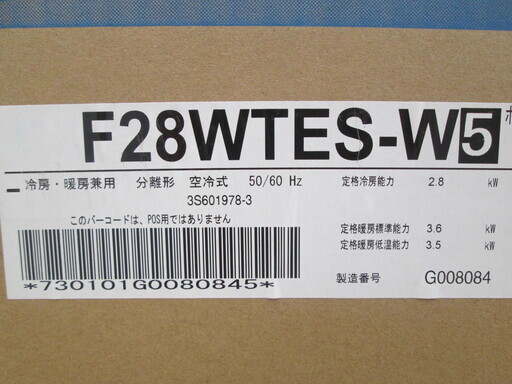 F28WTES-W5
冷房・暖房兼用 分離形 空冷式 50/60 Hz
3S601978-3
このバーコードは、POS用ではありません
*730101G0080845*
定格冷房能力 2.8 kW
定格暖房標準能力 3.6 kW
定格暖房低温能力 3.5 kW
製造番号 G008084